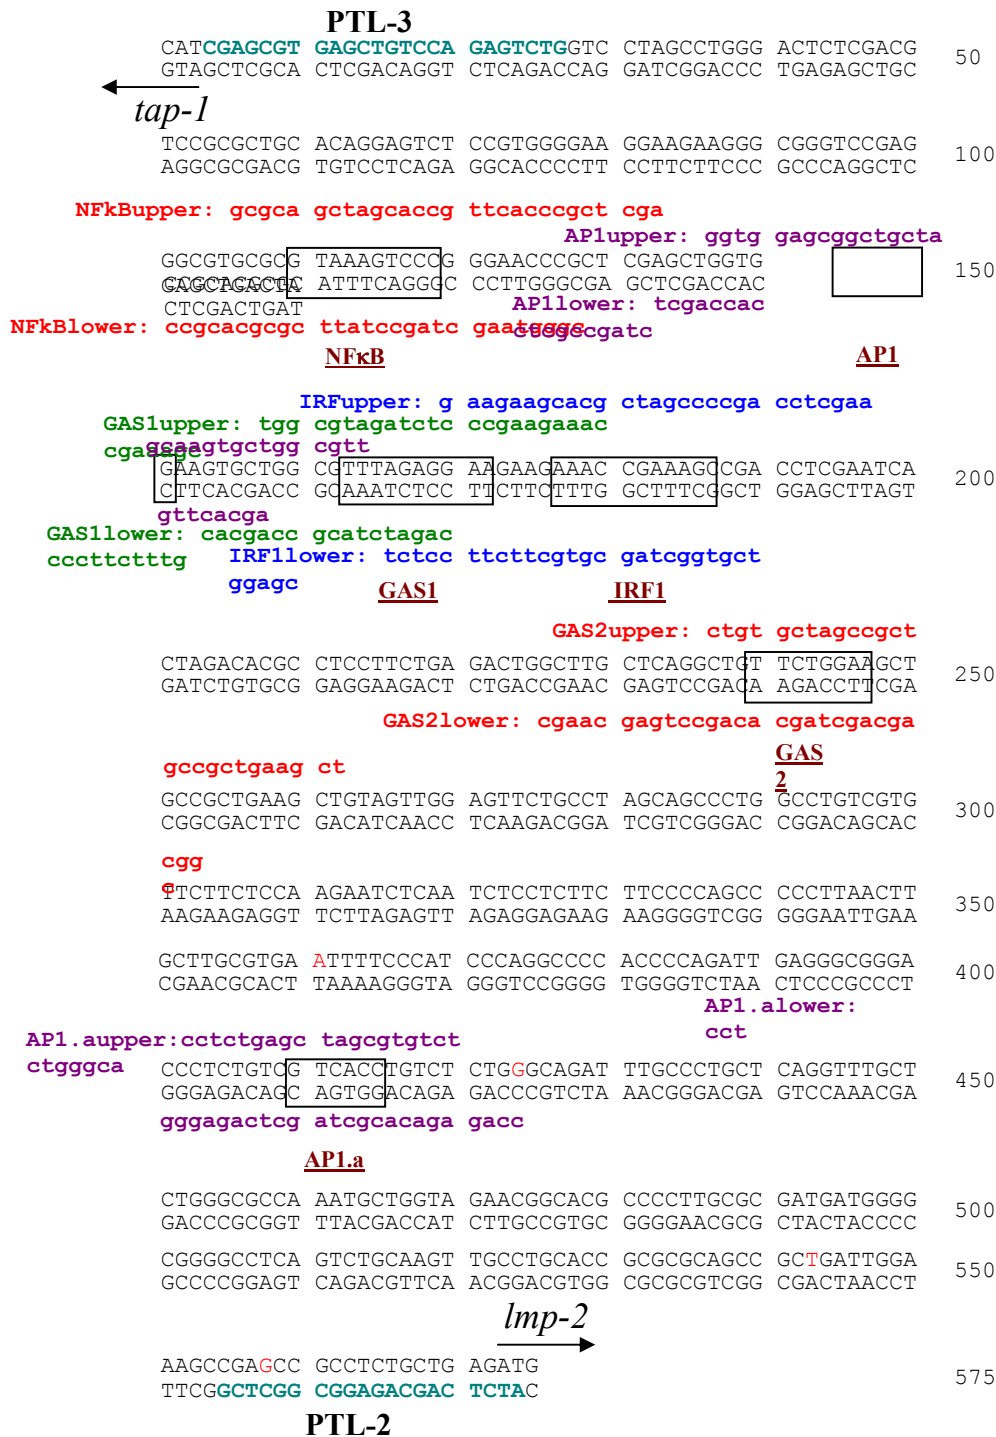 PTL-3
CATCGAGCGT GAGCTGTCCA GAGTCTGGTC CCTAGCCTGGG ACTCTCGACG 50
GTAGCTCGCA CTCGACAGGT CTCAGACCAG GATCGGACCC TGAGAGCTGC
tap-1
TCCGCGCTGC ACAGGAGTCT CCGTGGGGAA GGAAGAAGGG CGGGTCCGAG 100
AGGCGCGACG TGTCCTCAGA GGCACCCCTT CCTTCTTCCC GCCCAGGCTC
NFkBupper: gcgca gctagcaccg ttcacccgct cga
AP1upper: ggtg gagcggctgcta
GGCGTGCGCG TAAAGTCCCG GGAACCCGCT CGAGCTGGTG 150
C ATTTCAGGGC CCTTGGGCGA GCTCGACCAC
CTCGACTGAT
AP1lower: tcgaccac
NFkBlower: ccgcacgcgc ttatccgatc
NFκB
AP1
IRFupper: g aagaagcacg ctagccccga cctcgaa
GAS1upper: tgg cgtagatctc ccgaagaaac
gcaagtgctgg cgtt
GAAGTGCTGG CGTTTAGAGG AAGAAGAAAC CGAAAGCCGA CCTCGAATCA 200
CTTCACGACC GCAAATCTCC TTCTTCTTTG GCTTTCGGCT GGAGCTTAGT
gttcacga
GAS1lower: cacgacc gcatctagac
cccttctttg
IRF1lower: tctcc ttcttcgtgc gatcggtgct
ggagc
GAS1
IRF1
GAS2upper: ctgt gctagccgct
CTAGACACGC CTCCTTCTGA GACTGGCTTG CTCAGGCTGT TCTGGAAGCT 250
GATCTGTGCG GAGGAAGACT CTGACCGAAC GAGTCCGACA AGACCTTCGA
GAS2lower: cgaac gagtccgaca cgatcgacga
GAS
2
gccgctgaag ct
GCCGCTGAAG CTGTAGTTGG AGTTCTGCCT AGCAGCCCTG GCCTGTCGTG 300
CGGCGACTTC GACATCAACC TCAAGACGGA TCGTCGGGAC CGGACAGCAC
cgg
c
TTCTTCTCCA AGAATCTCAA TCTCCTCTTC TTCCCCAGCC CCCTTAACTT 350
AAGAAGAGGT TCTTAGAGTT AGAGGAGAAG AAGGGGTCGG GGGAATTGAA
GCTTGCGTGA ATTTTCCCAT CCCAGGCCCC ACCCCAGATT GAGGGCGGGA 400
CGAACGCACT TAAAAGGGTA GGGTCCGGGG TGGGGTCTAA CTCCCGCCCT
AP1.alower:
cct
AP1.aupper:cctctgagc tagcgtgtct
ctgggca
CCCTCTGTCG TCACCTGTCT CTGGGCAGAT TTGCCCTGCT CAGGTTTGCT 450
GGGAGACAGC AGTGGACAGA GACCCGTCTA AACGGGACGA GTCCAAACGA
gggagactcg atcgcacaga gacc
AP1.a
CTGGGCGCCA AATGCTGGTA GAACGGCACG CCCCTTGCGC GATGATGGGG 500
GACCCGCGGT TTACGACCAT CTTGCCGTGC GGGGAACGCG CTACTACCCC
CGGGGCCTCA GTCTGCAAGT TGCCTGCACC GCGCGCAGCC GCTGATTGGA 550
GCCCCGGAGT CAGACGTTCA ACGGACGTGG CGCGCGTCGG CGACTAACCT
lmp-2
AAGCCGAGCC GCCTCTGCTG AGATG 575
TTCGGCTCGG CGGAGACGAC TCTAC
PTL-2